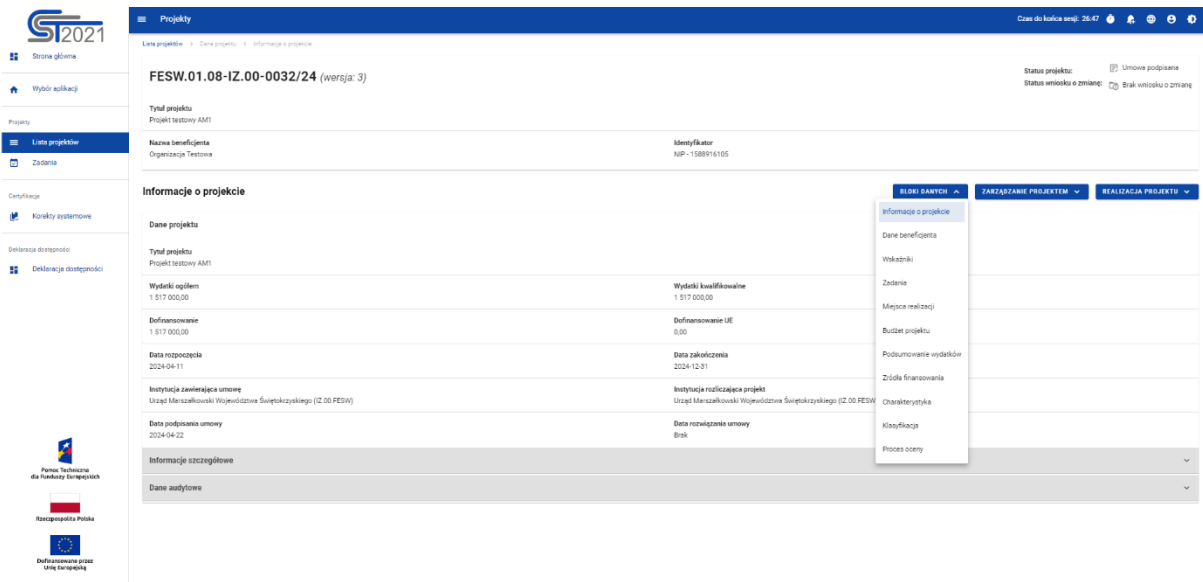 CST2021
Strona główna
Wybór aplikacji
Projekty
Lista projektów
Zadania
Certyfikacja
Korekty systemowe
Deklaracja dostępności
Deklaracja dostępności
Pomoc Techniczna
dla Funduszy Europejskich
Rzeczpospolita Polska
Dofinansowane przez
Unię Europejską
Projekty
Czas do końca sesji: 26:47
Lista projektów > Dane projektu > Informacje o projekcie
FESW.01.08-IZ.00-0032/24 (wersja: 3)
Status projektu: Umowa podpisana
Status wniosku o zmianę: Brak wniosku o zmianę
Tytuł projektu
Projekt testowy AM1
Nazwa beneficjenta Identyfikator
Organizacja Testowa NIP - 1588916105
Informacje o projekcie
BLOKI DANYCH ZARZĄDZANIE PROJEKTEM REALIZACJA PROJEKTU
Informacje o projekcie
Dane beneficjenta
Wskaźniki
Zadania
Miejsca realizacji
Budżet projektu
Podsumowanie wydatków
Źródła finansowania
Charakterystyka
Klasyfikacja
Proces oceny
Dane projektu
Tytuł projektu
Projekt testowy AM1
Wydatki ogółem Wydatki kwalifikowalne
1 517 000,00 1 517 000,00
Dofinansowanie Dofinansowanie UE
1 517 000,00 0,00
Data rozpoczęcia Data zakończenia
2024-04-11 2024-12-31
Instytucja zawierająca umowę Instytucja rozliczająca projekt
Urząd Marszałkowski Województwa Świętokrzyskiego (IZ.00.FESW) Urząd Marszałkowski Województwa Świętokrzyskiego (IZ.00.FESW
Data podpisania umowy Data rozwiązania umowy
2024-04-22 Brak
Informacje szczegółowe
Dane audytowe